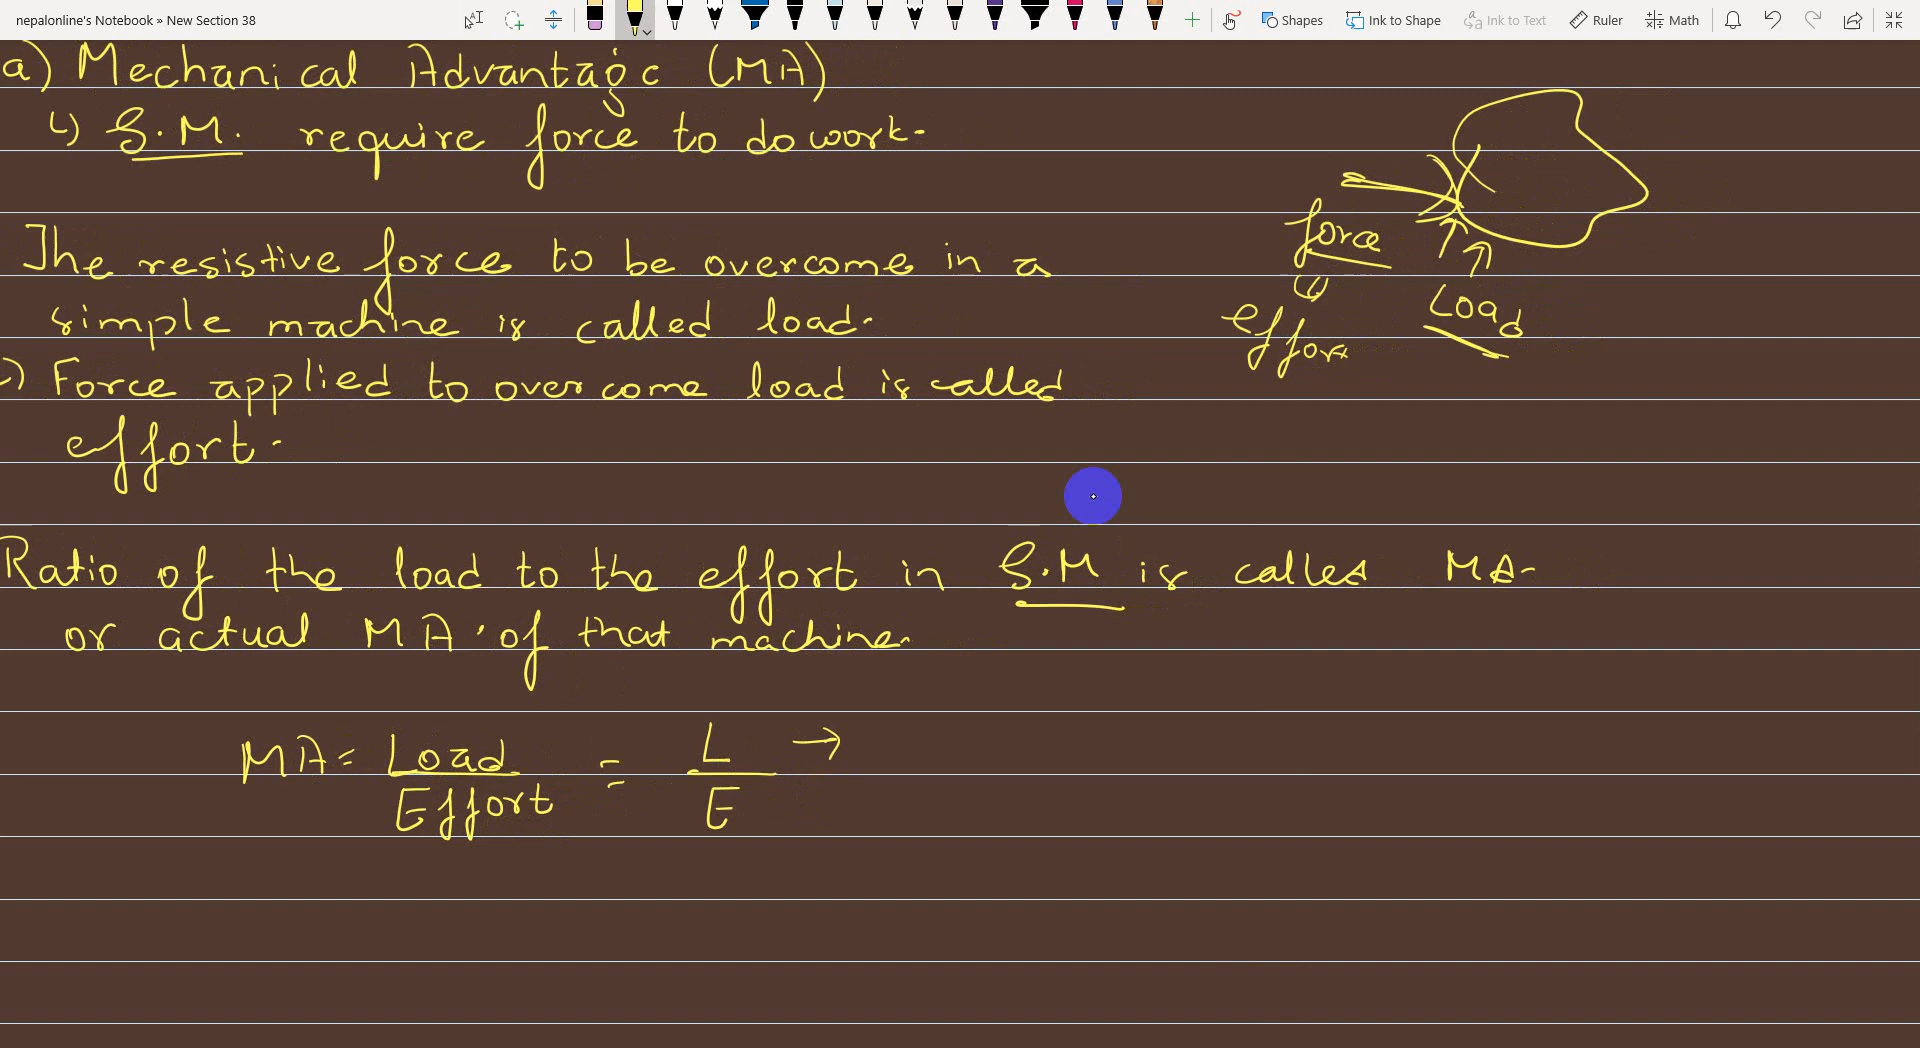 nepalonline's Notebook » New Section 38
Shapes Ink to Shape Ink to Text Ruler Math
a) Mechanical Advantage (MA)
↳ S.M. require force to do work.
The resistive force to be overcome in a
simple machine is called load.
Force applied to overcome load is called
effort.
force
effort
Load
Ratio of the load to the effort in S.M is called MA.
or actual MA. of that machine.
MA = Load / Effort = L / E →